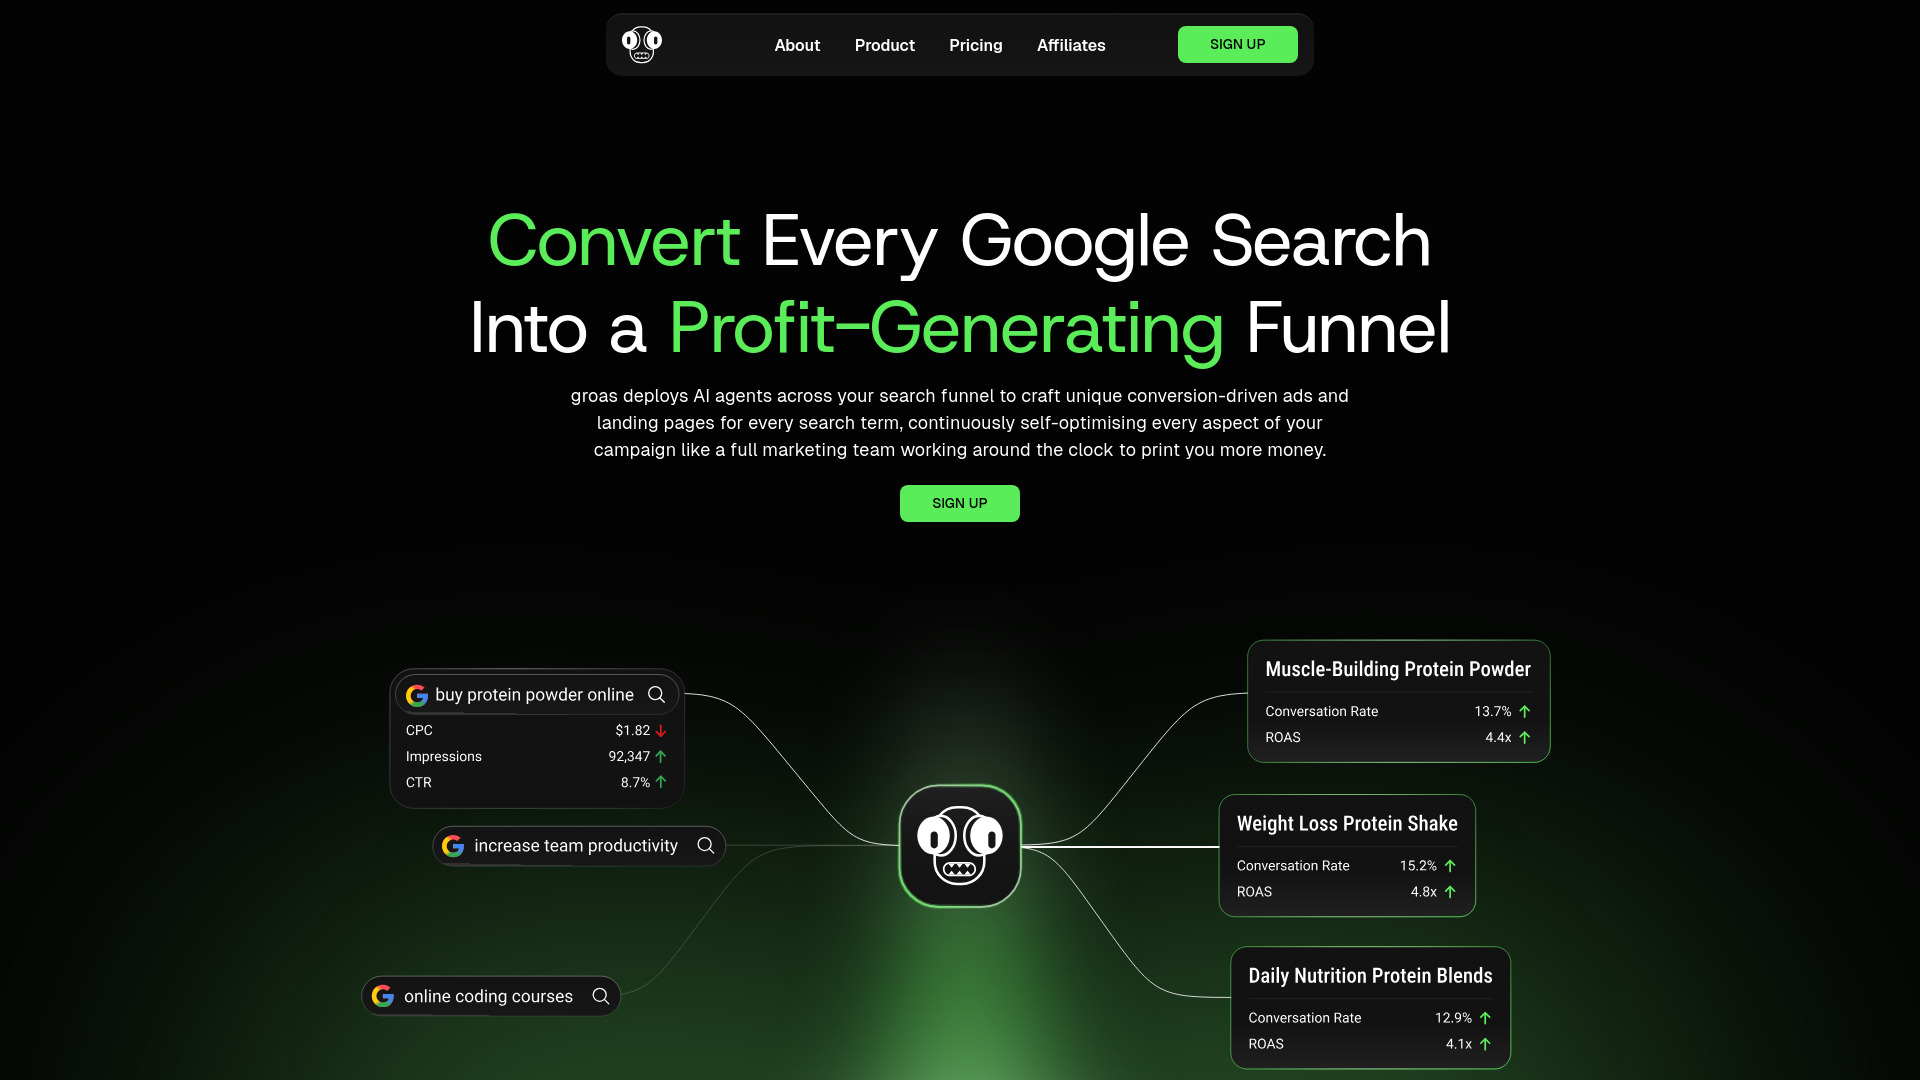 About
Product
Pricing
Affiliates
SIGN UP
Convert Every Google Search
Into a Profit-Generating Funnel
groas deploys AI agents across your search funnel to craft unique conversion-driven ads and
landing pages for every search term, continuously self-optimising every aspect of your
campaign like a full marketing team working around the clock to print you more money.
SIGN UP
buy protein powder online
CPC $1.82
Impressions 92,347
CTR 8.7%
increase team productivity
online coding courses
Muscle-Building Protein Powder
Conversation Rate 13.7%
ROAS 4.4x
Weight Loss Protein Shake
Conversation Rate 15.2%
ROAS 4.8x
Daily Nutrition Protein Blends
Conversation Rate 12.9%
ROAS 4.1x